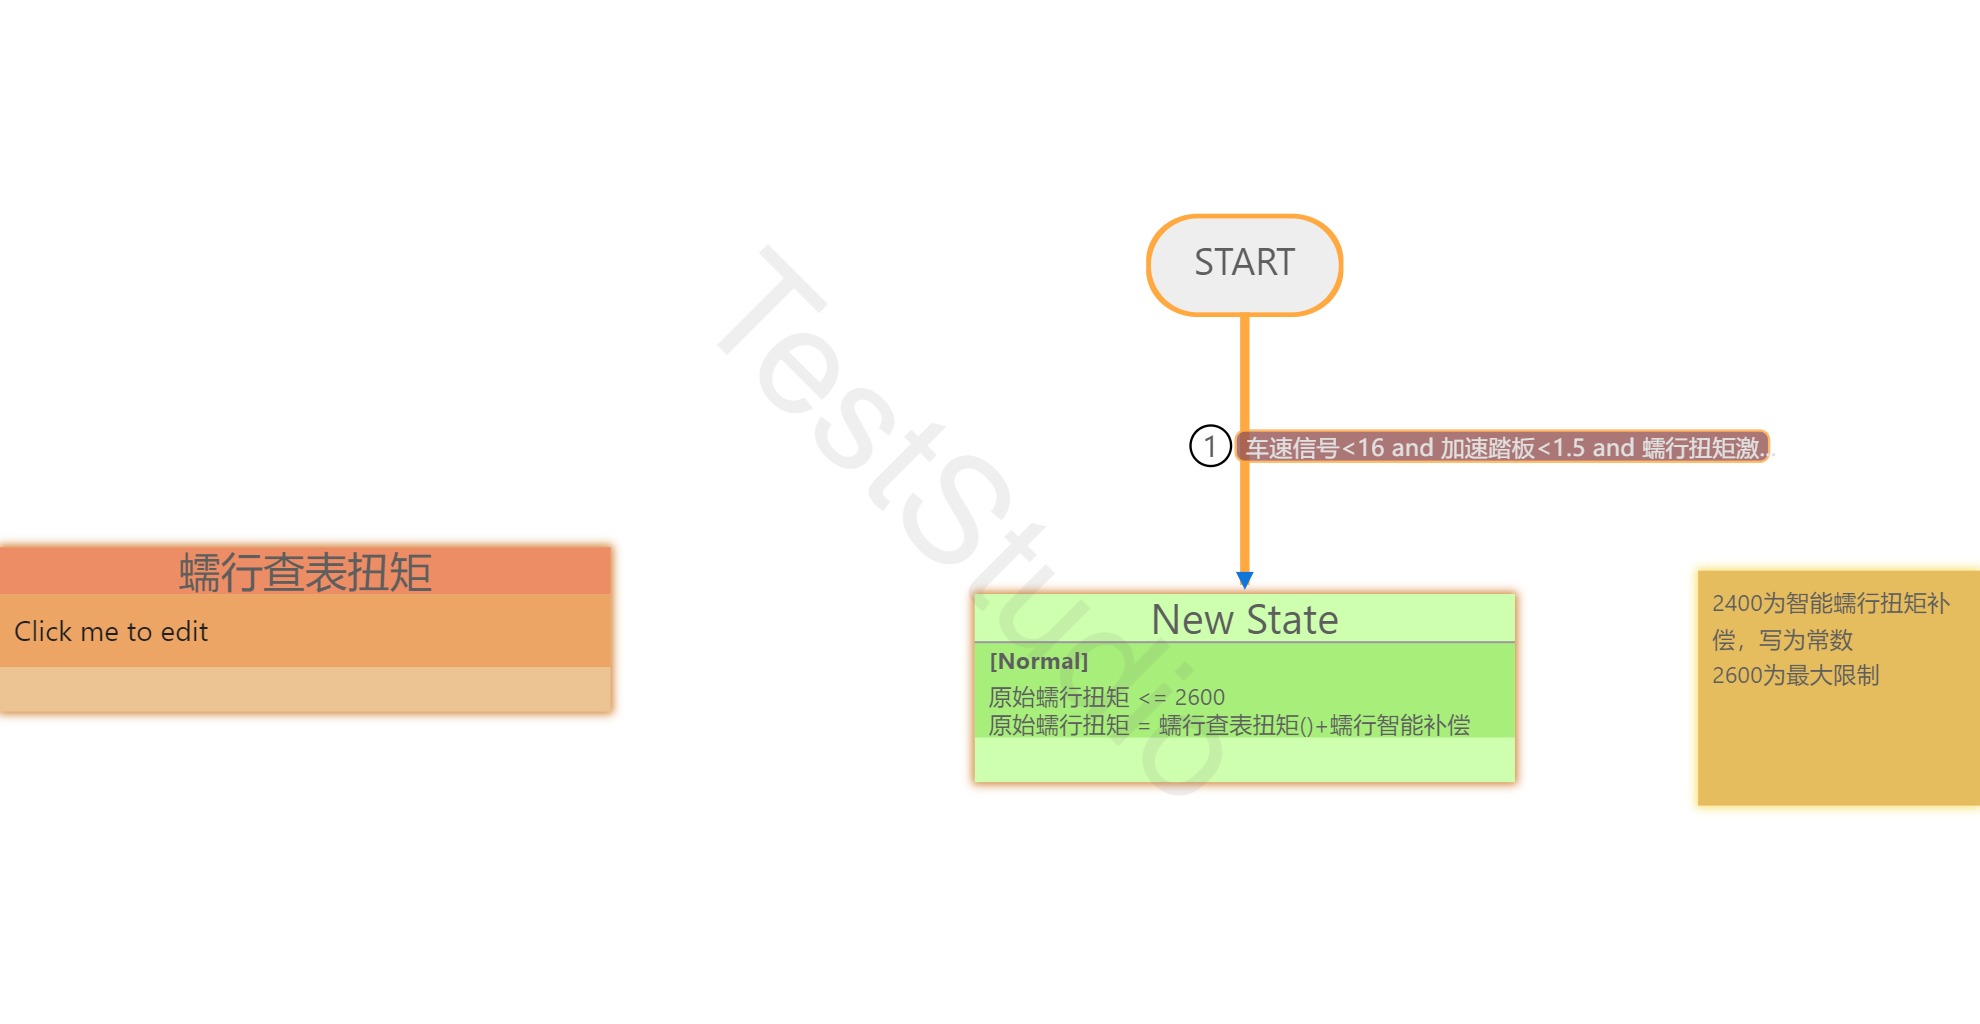 START
1
车速信号<16 and 加速踏板<1.5 and 蠕行扭矩激...
蠕行查表扭矩
Click me to edit
New State
[Normal]
原始蠕行扭矩 <= 2600
原始蠕行扭矩 = 蠕行查表扭矩()+蠕行智能补偿
2400为智能蠕行扭矩补
偿，写为常数
2600为最大限制
TestStudio